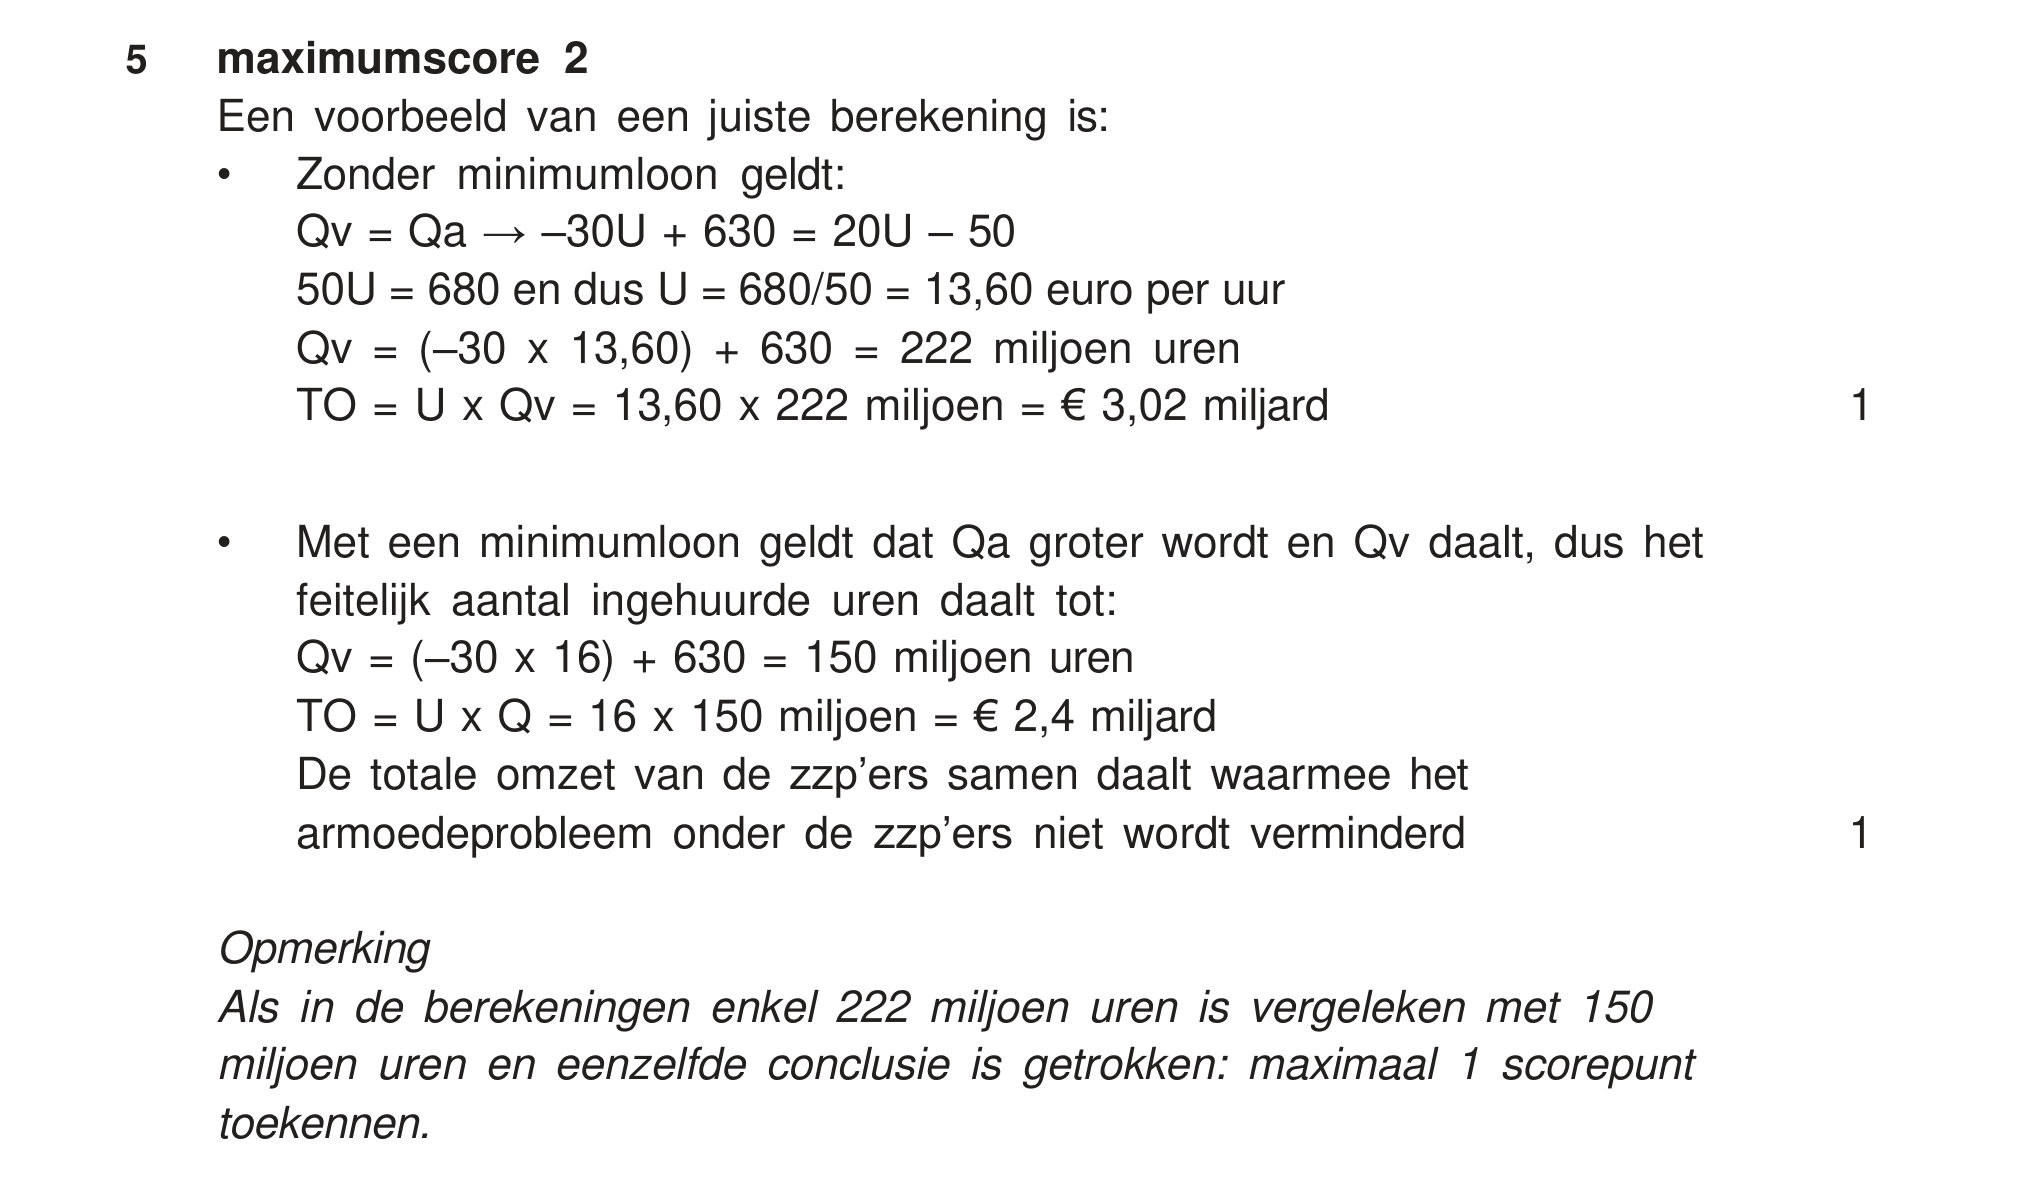 5 maximumscore 2
Een voorbeeld van een juiste berekening is:
• Zonder minimumloon geldt:
Qv = Qa → –30U + 630 = 20U – 50
50U = 680 en dus U = 680/50 = 13,60 euro per uur
Qv = (–30 x 13,60) + 630 = 222 miljoen uren
TO = U x Qv = 13,60 x 222 miljoen = € 3,02 miljard 1
• Met een minimumloon geldt dat Qa groter wordt en Qv daalt, dus het
feitelijk aantal ingehuurde uren daalt tot:
Qv = (–30 x 16) + 630 = 150 miljoen uren
TO = U x Q = 16 x 150 miljoen = € 2,4 miljard
De totale omzet van de zzp’ers samen daalt waarmee het
armoedeprobleem onder de zzp’ers niet wordt verminderd 1
Opmerking
Als in de berekeningen enkel 222 miljoen uren is vergeleken met 150
miljoen uren en eenzelfde conclusie is getrokken: maximaal 1 scorepunt
toekennen.